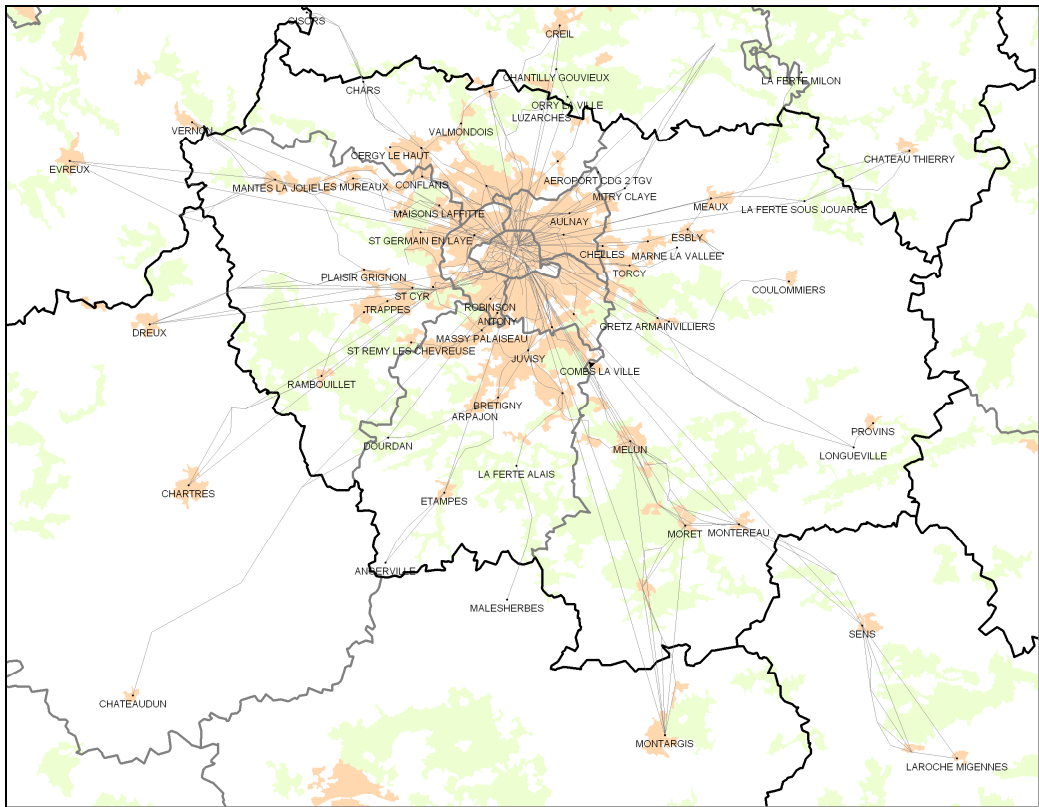 GISORS
CREIL
CHANTILLY GOUVIEUX
LA FERTE MILON
CHARS
ORRY LA VILLE
LUZARCHES
VERNON
VALMONDOIS
CERGY LE HAUT
CHATEAU THIERRY
EVREUX
AEROPORT CDG 2 TGV
MANTES LA JOLIE
LES MUREAUX
CONFLANS
MITRY CLAYE
MEAUX
LA FERTE SOUS JOUARRE
MAISONS LAFFITTE
AULNAY
ST GERMAIN EN LAYE
ESBLY
CHELLES
MARNE LA VALLEE
TORCY
PLAISIR GRIGNON
COULOMMIERS
ST CYR
TRAPPES
ROBINSON
ANTONY
GRETZ ARMAINVILLIERS
DREUX
MASSY PALAISEAU
ST REMY LES CHEVREUSE
JUVISY
COMBS LA VILLE
RAMBOUILLET
BRETIGNY
ARPAJON
PROVINS
DOURDAN
MELUN
LONGUEVILLE
LA FERTE ALAIS
CHARTRES
ETAMPES
MORET
MONTEREAU
ANGERVILLE
MALESHERBES
SENS
CHATEAUDUN
MONTARGIS
LAROCHE MIGENNES